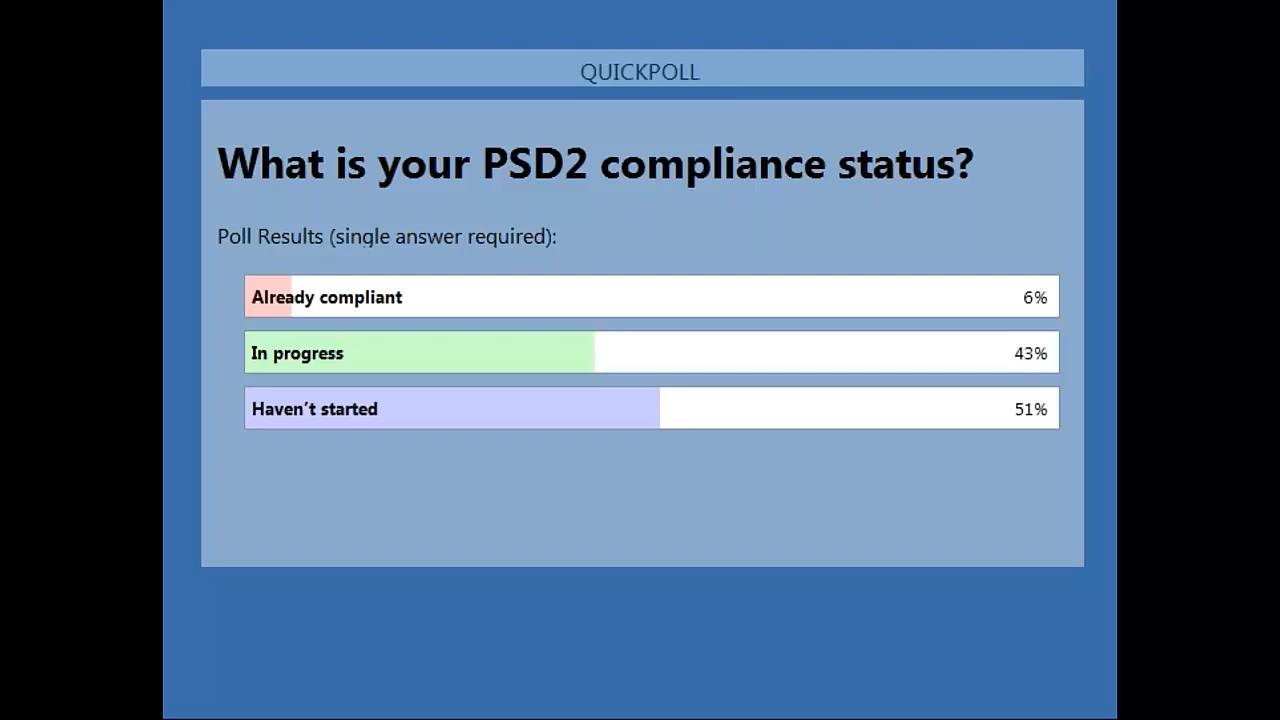 QUICKPOLL
What is your PSD2 compliance status?
Poll Results (single answer required):
Already compliant 6%
In progress 43%
Haven’t started 51%